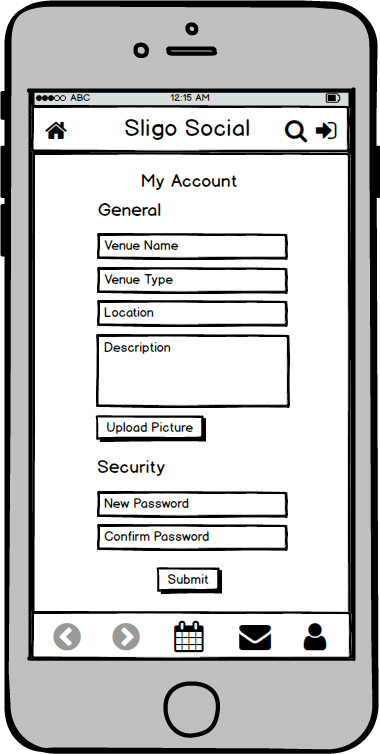 ABC 12:15 AM
Sligo Social
My Account
General
Venue Name
Venue Type
Location
Description
Upload Picture
Security
New Password
Confirm Password
Submit